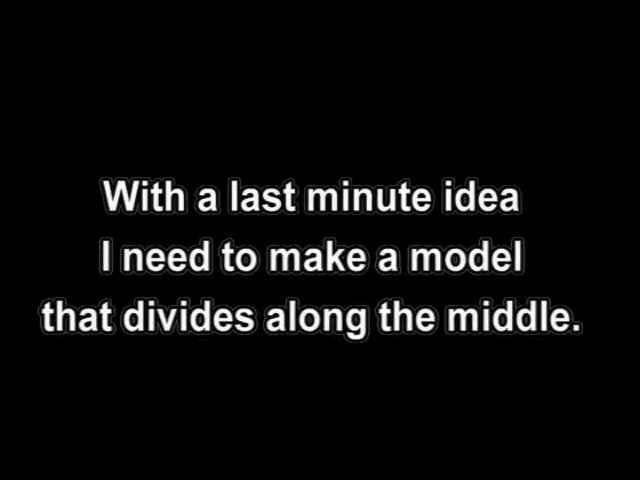 With a last minute idea
I need to make a model
that divides along the middle.